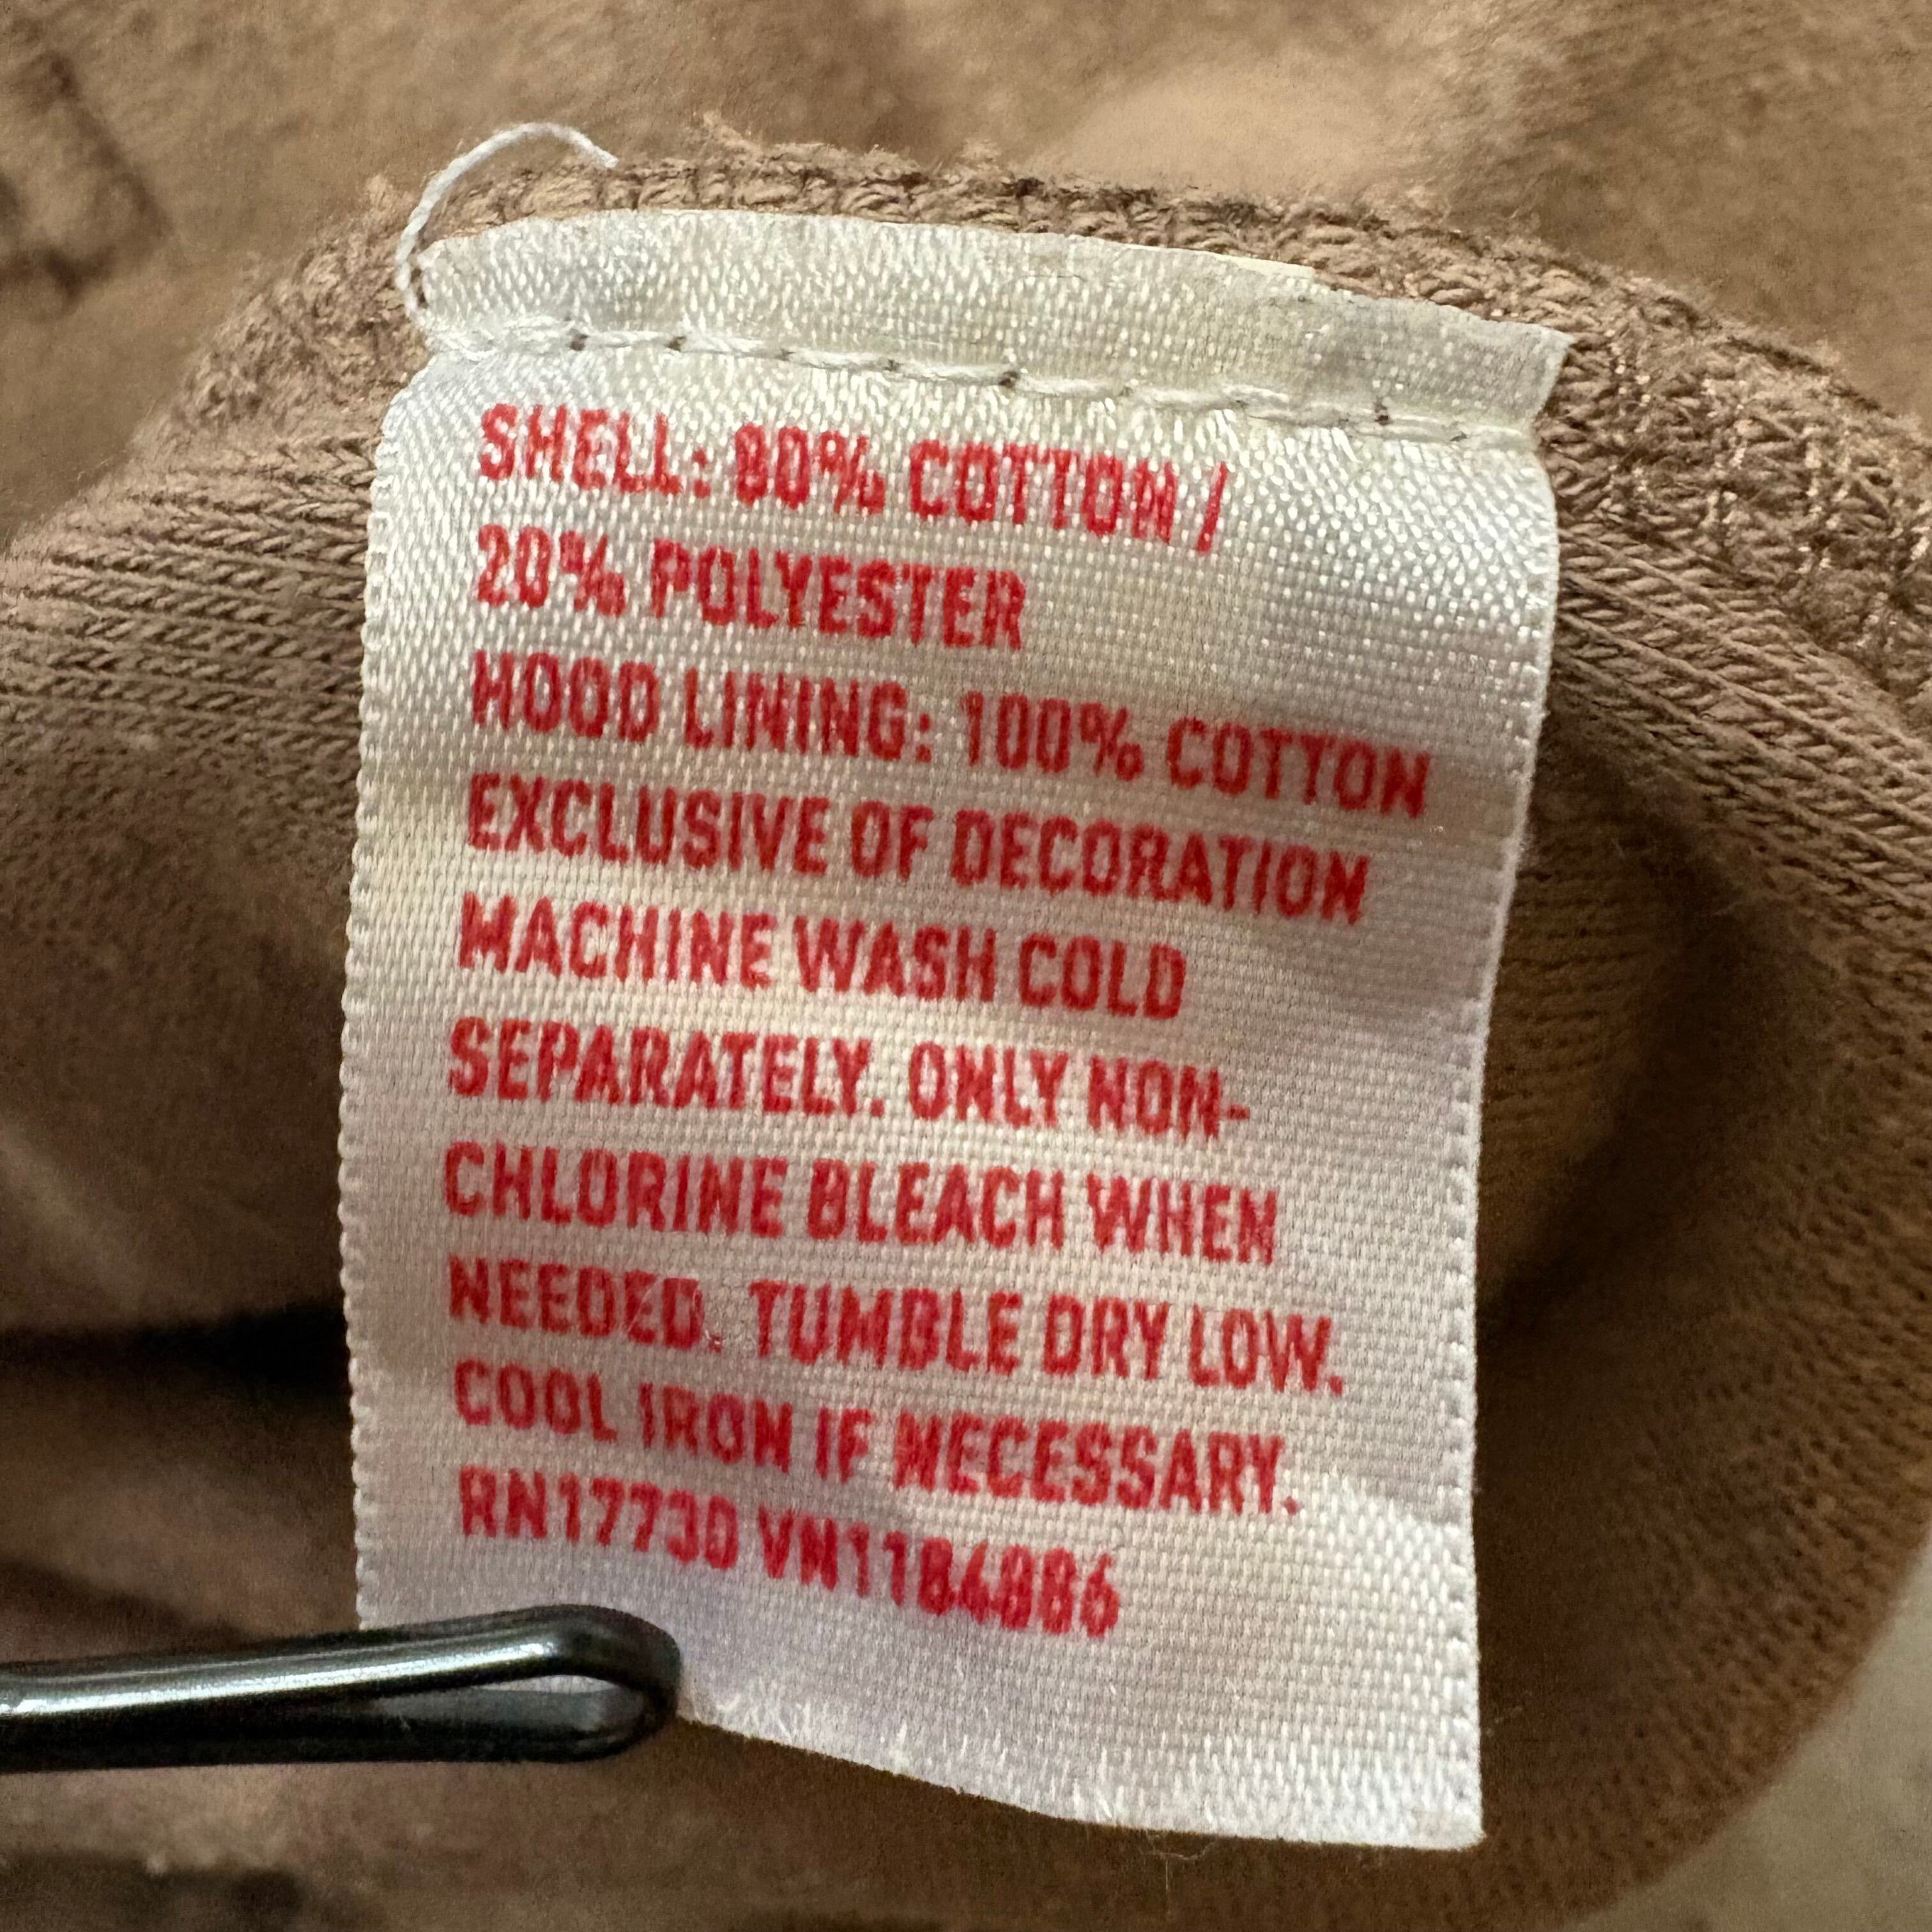 SHELL: 80% COTTON /
20% POLYESTER
HOOD LINING: 100% COTTON
EXCLUSIVE OF DECORATION
MACHINE WASH COLD
SEPARATELY. ONLY NON-
CHLORINE BLEACH WHEN
NEEDED. TUMBLE DRY LOW.
COOL IRON IF NECESSARY.
RN17730